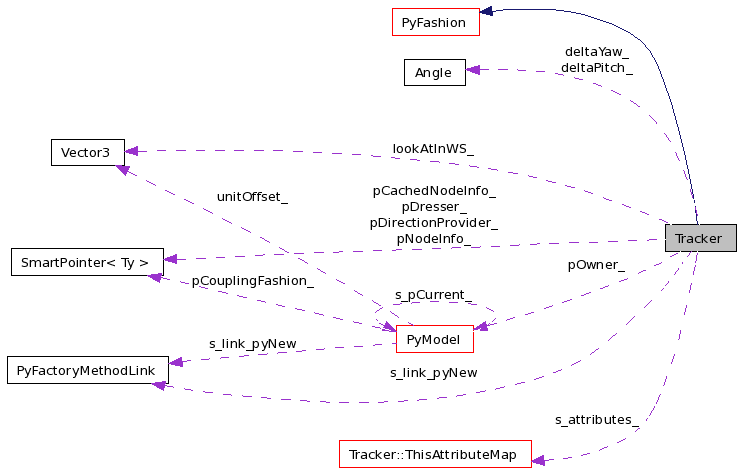 PyFashion
deltaYaw_
deltaPitch_
Angle
lookAtInWS_
Vector3
pCachedNodeInfo_
unitOffset_
pDresser_
pDirectionProvider_
pNodeInfo_
Tracker
SmartPointer< Ty >
pOwner_
pCouplingFashion_
s_pCurrent_
PyModel
s_link_pyNew
PyFactoryMethodLink
s_link_pyNew
s_attributes_
Tracker::ThisAttributeMap